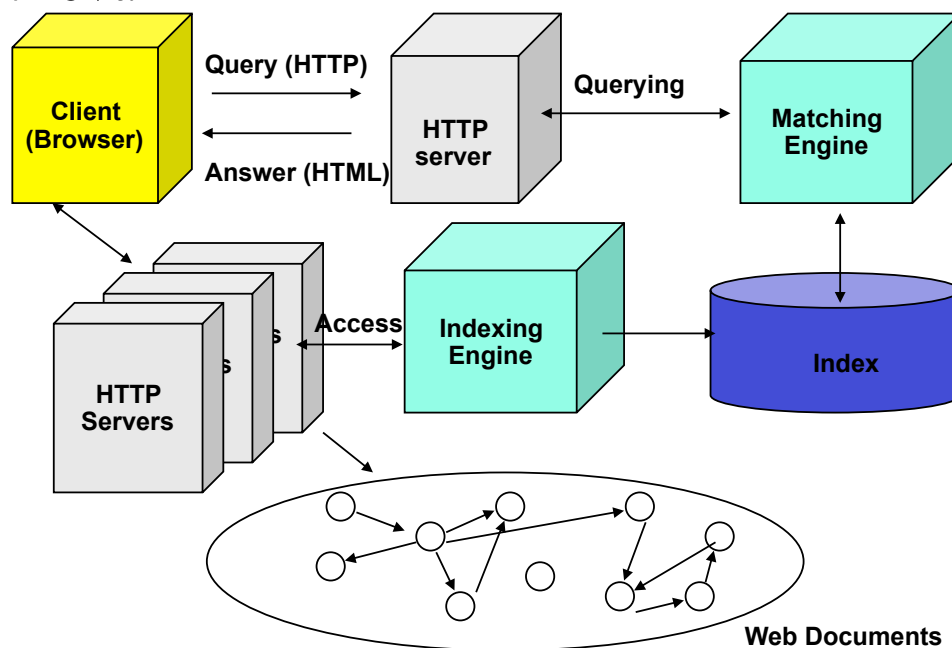 Query (HTTP)
Client
(Browser)
Answer (HTML)
HTTP
server
Querying
Matching
Engine
HTTP
Servers
s
s
Access
Indexing
Engine
Index
Web Documents